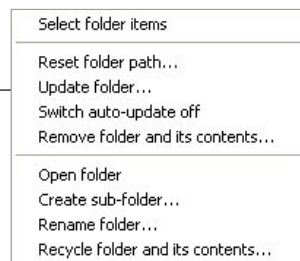 Select folder items
Reset folder path...
Update folder...
Switch auto-update off
Remove folder and its contents...
Open folder
Create sub-folder...
Rename folder...
Recycle folder and its contents...